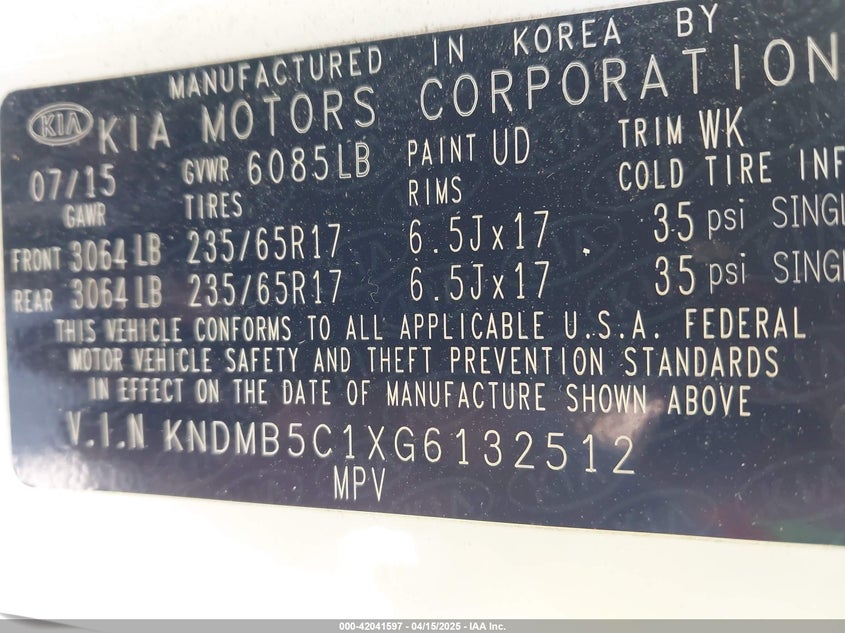 MANUFACTURED IN KOREA BY
KIA KIA MOTORS CORPORATION
07/15 GVWR 6085LB PAINT UD TRIM WK
GAWR TIRES RIMS COLD TIRE INF
FRONT 3064 LB 235/65R17 6.5Jx17 35 psi SINGL
REAR 3064 LB 235/65R17 6.5Jx17 35 psi SINGL
THIS VEHICLE CONFORMS TO ALL APPLICABLE U.S.A. FEDERAL
MOTOR VEHICLE SAFETY AND THEFT PREVENTION STANDARDS
IN EFFECT ON THE DATE OF MANUFACTURE SHOWN ABOVE
V.I.N KNDMB5C1XG6132512
MPV
000-42041597 - 04/15/2025 - IAA Inc.